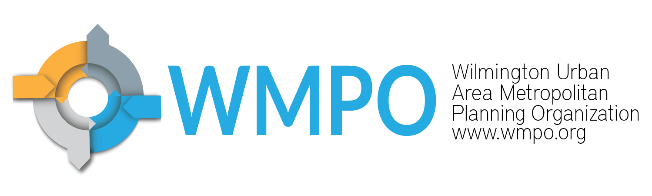 WMPO
Wilmington Urban
Area Metropolitan
Planning Organization
www.wmpo.org